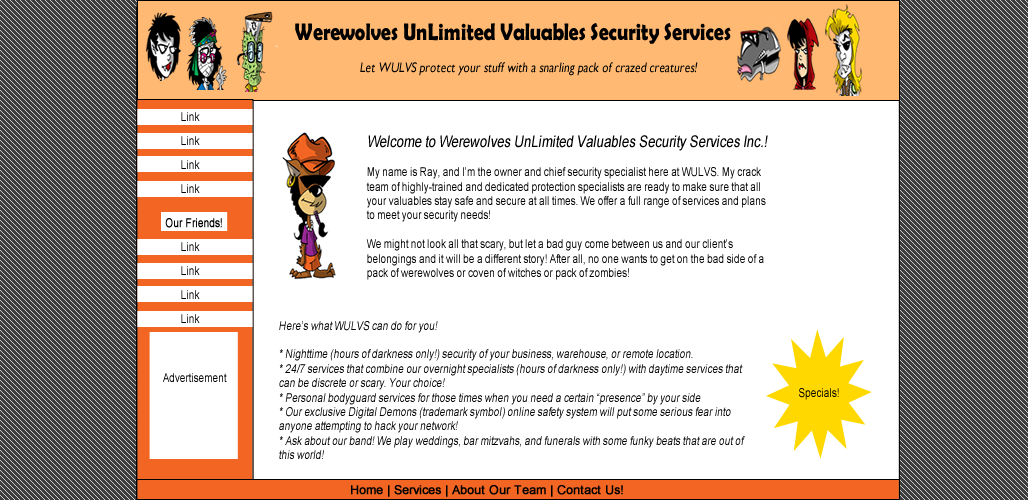 Werewolves UnLimited Valuables Security Services
Let WULVS protect your stuff with a snarling pack of crazed creatures!
Link
Link
Link
Link
Our Friends!
Link
Link
Link
Link
Advertisement
Welcome to Werewolves UnLimited Valuables Security Services Inc.!
My name is Ray, and I'm the owner and chief security specialist here at WULVS. My crack
team of highly-trained and dedicated protection specialists are ready to make sure that all
your valuables stay safe and secure at all times. We offer a full range of services and plans
to meet your security needs!
We might not look all that scary, but let a bad guy come between us and our client's
belongings and it will be a different story! After all, no one wants to get on the bad side of a
pack of werewolves or coven of witches or pack of zombies!
Here's what WULVS can do for you!
* Nighttime (hours of darkness only!) security of your business, warehouse, or remote location.
* 24/7 services that combine our overnight specialists (hours of darkness only!) with daytime services that
can be discrete or scary. Your choice!
* Personal bodyguard services for those times when you need a certain “presence” by your side
* Our exclusive Digital Demons (trademark symbol) online safety system will put some serious fear into
anyone attempting to hack your network!
* Ask about our band! We play weddings, bar mitzvahs, and funerals with some funky beats that are out of
this world!
Specials!
Home | Services | About Our Team | Contact Us!